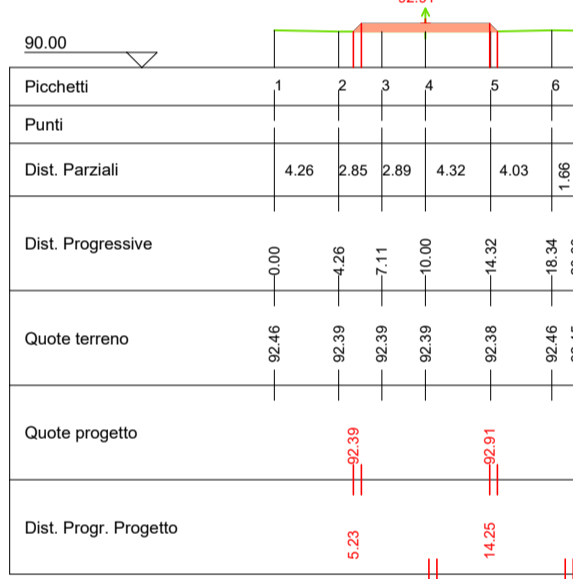 90.00
Picchetti 1 2 3 4 5 6
Punti
Dist. Parziali 4.26 2.85 2.89 4.32 4.03 1.66
Dist. Progressive 0.00 4.26 7.11 10.00 14.32 18.34
Quote terreno 92.46 92.39 92.39 92.39 92.38 92.46
Quote progetto 92.39 92.91
Dist. Progr. Progetto 5.23 14.25